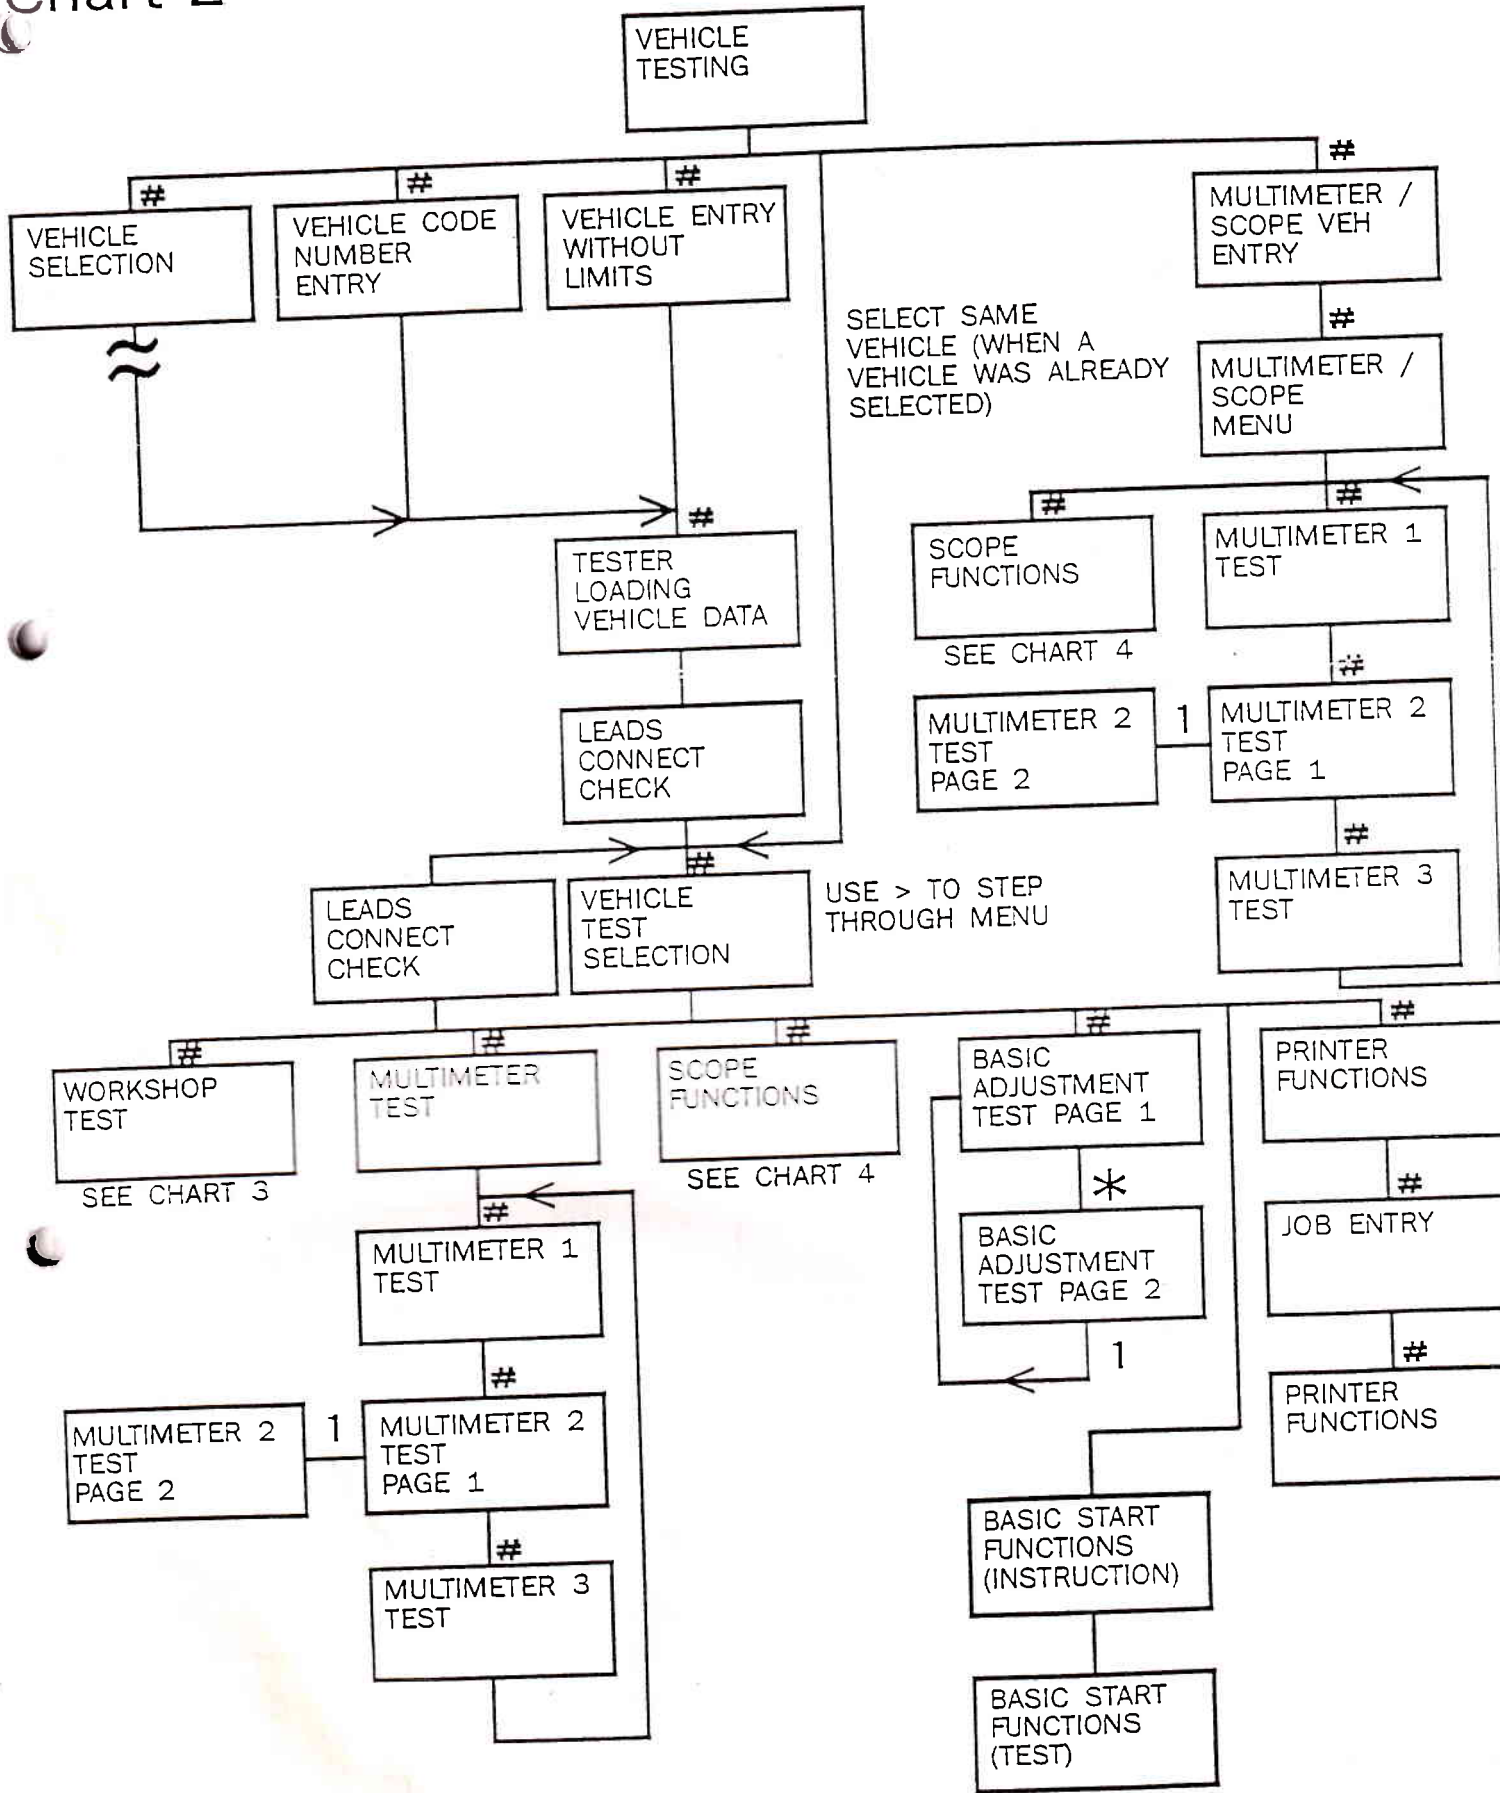 Chart 2
VEHICLE
TESTING
#
#
#
#
VEHICLE
SELECTION
VEHICLE CODE
NUMBER
ENTRY
VEHICLE ENTRY
WITHOUT
LIMITS
MULTIMETER /
SCOPE VEH
ENTRY
SELECT SAME
VEHICLE (WHEN A
VEHICLE WAS ALREADY
SELECTED)
#
MULTIMETER /
SCOPE
MENU
#
#
#
TESTER
LOADING
VEHICLE DATA
SCOPE
FUNCTIONS
SEE CHART 4
MULTIMETER 1
TEST
#
LEADS
CONNECT
CHECK
MULTIMETER 2
TEST
PAGE 2
1
MULTIMETER 2
TEST
PAGE 1
#
#
LEADS
CONNECT
CHECK
VEHICLE
TEST
SELECTION
USE > TO STEP
THROUGH MENU
MULTIMETER 3
TEST
#
#
#
#
#
WORKSHOP
TEST
SEE CHART 3
MULTIMETER
TEST
SCOPE
FUNCTIONS
SEE CHART 4
BASIC
ADJUSTMENT
TEST PAGE 1
PRINTER
FUNCTIONS
#
*
#
MULTIMETER 1
TEST
BASIC
ADJUSTMENT
TEST PAGE 2
JOB ENTRY
#
1
#
MULTIMETER 2
TEST
PAGE 2
1
MULTIMETER 2
TEST
PAGE 1
PRINTER
FUNCTIONS
#
MULTIMETER 3
TEST
BASIC START
FUNCTIONS
(INSTRUCTION)
BASIC START
FUNCTIONS
(TEST)